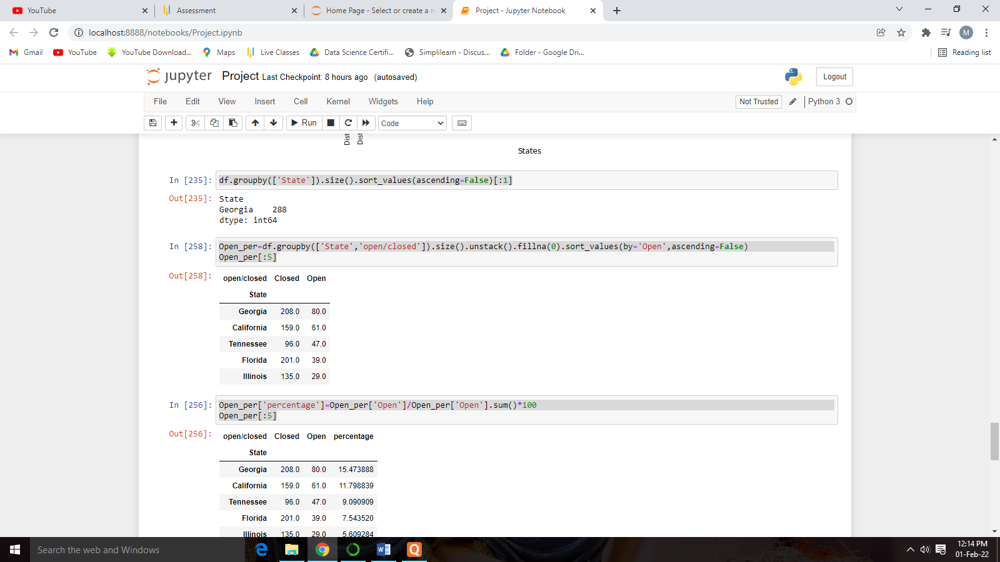 YouTube
Assessment
Home Page - Select or create a n
Project - Jupyter Notebook
localhost:8888/notebooks/Project.ipynb
M
Gmail
YouTube
YouTube Download...
Maps
Live Classes
Data Science Certifi...
Simplilearn - Discus...
Folder - Google Dri...
Reading list
jupyter
Project Last Checkpoint: 8 hours ago (autosaved)
Logout
File Edit View Insert Cell Kernel Widgets Help
Not Trusted
Python 3
Run
Code
Dist
Dist
States
In [235]: df.groupby(['State']).size().sort_values(ascending=False)[:1]
Out[235]: State
Georgia    288
dtype: int64
In [258]: Open_per=df.groupby(['State','open/closed']).size().unstack().fillna(0).sort_values(by='Open',ascending=False)
Open_per[:5]
Out[258]: open/closed Closed Open
State
Georgia 208.0 80.0
California 159.0 61.0
Tennessee 96.0 47.0
Florida 201.0 39.0
Illinois 135.0 29.0
In [256]: Open_per['percentage']=Open_per['Open']/Open_per['Open'].sum()*100
Open_per[:5]
Out[256]: open/closed Closed Open percentage
State
Georgia 208.0 80.0 15.473888
California 159.0 61.0 11.798839
Tennessee 96.0 47.0 9.090909
Florida 201.0 39.0 7.543520
Illinois 135.0 29.0 5.609284
Search the web and Windows
12:14 PM
01-Feb-22